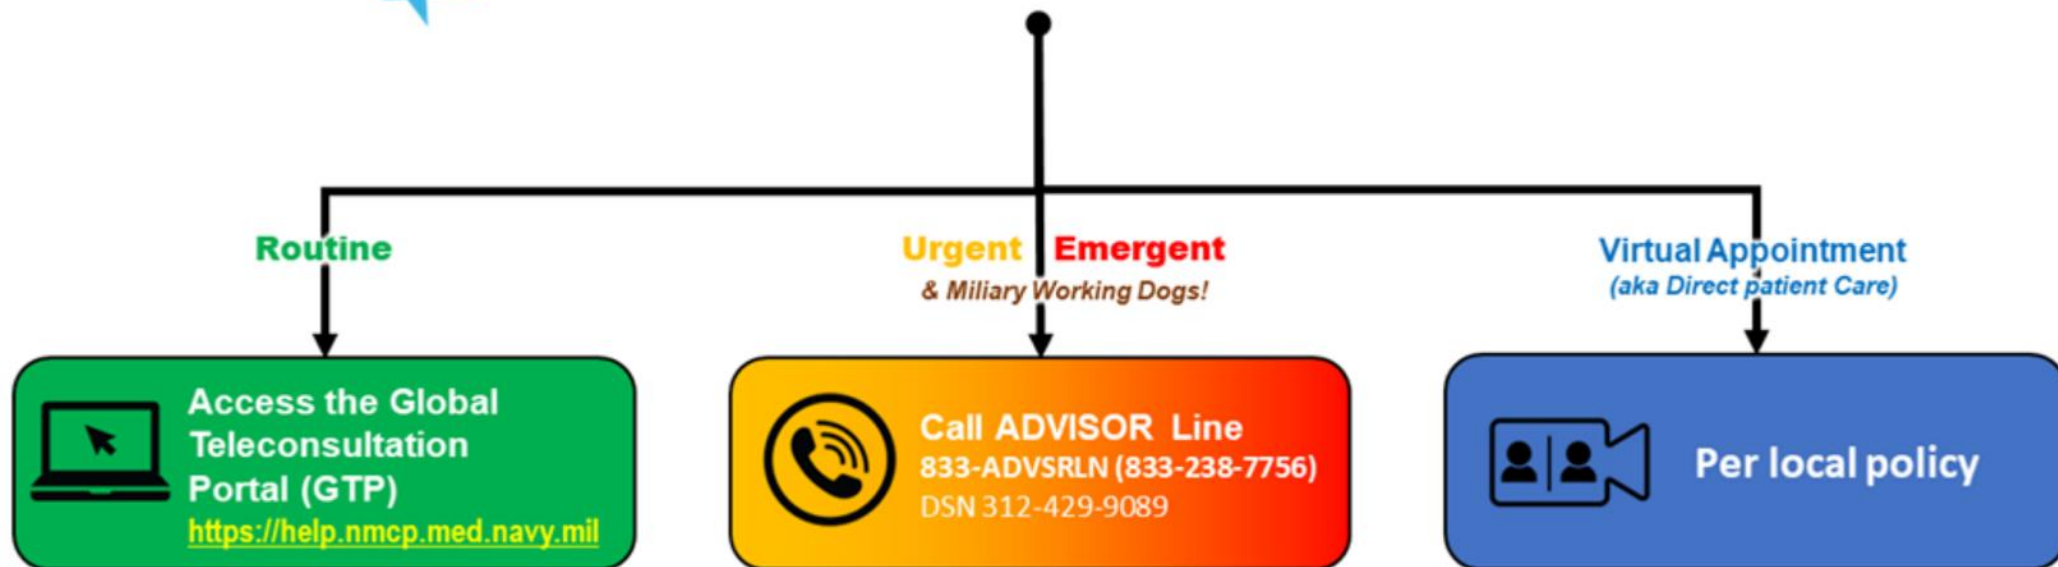 Routine
Urgent Emergent
& Miliary Working Dogs!
Virtual Appointment
(aka Direct patient Care)
Access the Global
Teleconsultation
Portal (GTP)
https://help.nmcp.med.navy.mil
Call ADVISOR Line
833-ADVSRLN (833-238-7756)
DSN 312-429-9089
Per local policy